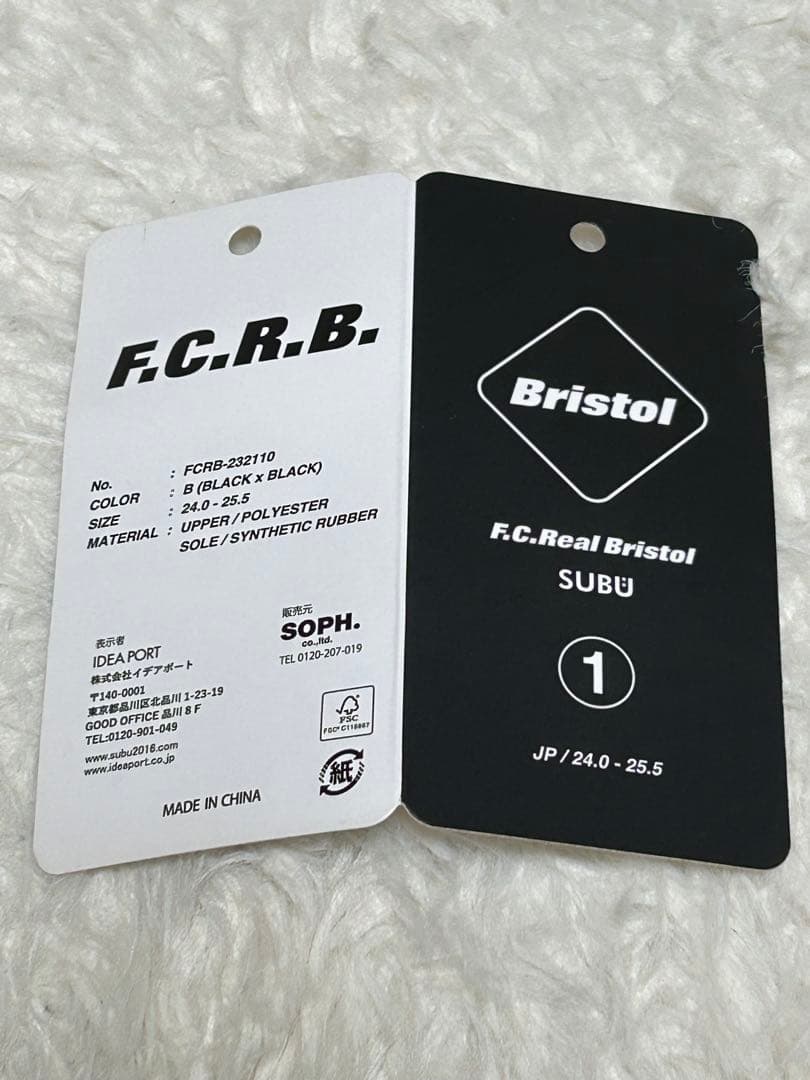 F.C.R.B.
No. : FCRB-232110
COLOR : B (BLACK x BLACK)
SIZE : 24.0 - 25.5
MATERIAL : UPPER / POLYESTER
SOLE / SYNTHETIC RUBBER
表示者
IDEA PORT
株式会社イデアポート
〒140-0001
東京都品川区北品川 1-23-19
GOOD OFFICE 品川 8 F
TEL:0120-901-049
www.subu2016.com
www.ideaport.co.jp
販売元
SOPH.
co.,ltd.
TEL 0120-207-019
FSC
紙
MADE IN CHINA
Bristol
F.C.Real Bristol
SUBÜ
1
JP / 24.0 - 25.5